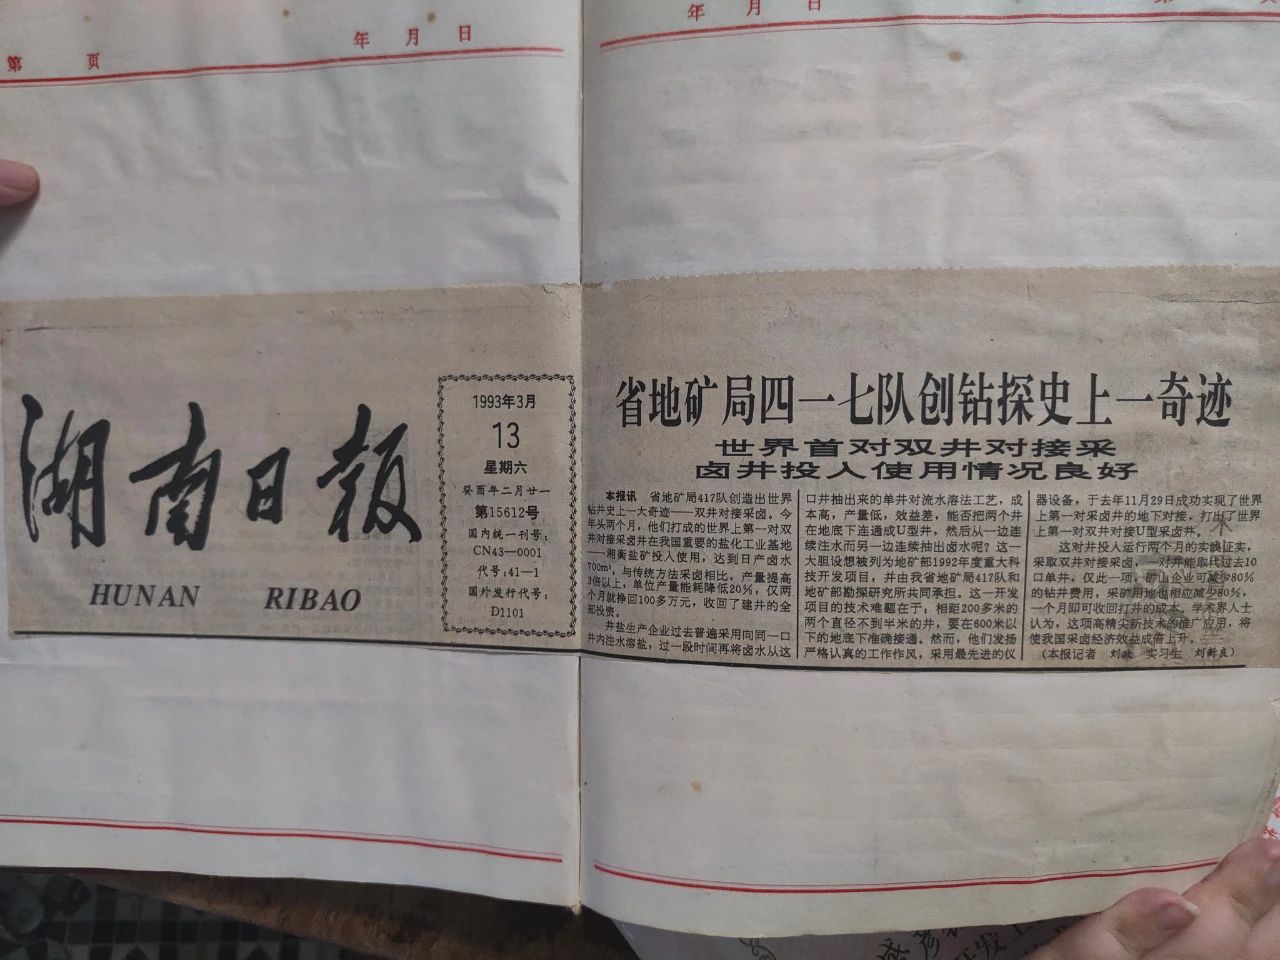 第 页
年 月 日
年 月 日
湖南日报
HUNAN RIBAO
1993年3月
13
星期六
癸酉年二月廿一
第15612号
国内统一刊号:
CN43—0001
代号:41—1
国外发行代号:
D1101
省地矿局四一七队创钻探史上一奇迹
世界首对双井对接采
卤井投入使用情况良好
本报讯 省地矿局417队创造出世界
钻井史上一大奇迹——双井对接采卤。今
年头两个月,他们打成的世界上第一对双
井对接采卤井在我国重要的盐化工业基地
——湘衡盐矿投入使用,达到日产卤水
700m³,与传统方法采卤相比,产量提高
3倍以上,单位产量能耗降低20%,仅两
个月就挣回100多万元,收回了建井的全
部投资。
井盐生产企业过去普遍采用向同一口
井内注水溶盐,过一段时间再将卤水从这
口井抽出来的单井对流水溶法工艺,成
本高,产量低,效益差,能否把两个井
在地底下连通成U型井,然后从一边连
续注水而另一边连续抽出卤水呢?这一
大胆设想被列为地矿部1992年度重大科
技开发项目,并由我省地矿局417队和
地矿部勘探研究所共同承担。这一开发
项目的技术难题在于,相距200多米的
两个直径不到半米的井,要在600米以
下的地底下准确接通。然而,他们发扬
严格认真的工作作风,采用最先进的仪
器设备,于去年11月29日成功实现了世界
上第一对采卤井的地下对接,打出了世界
上第一对双井对接U型采卤井。
这对井投入运行两个月的实践证实,
采取双井对接采卤,一对井能取代过去10
口单井,仅此一项,矿山企业可减少80%
的钻井费用,采矿用地也相应减少80%,
一个月即可收回打井的成本。学术界人士
认为,这项高精尖新技术的推广应用,将
使我国采卤经济效益成倍上升。
(本报记者 刘 实习生 刘新良)